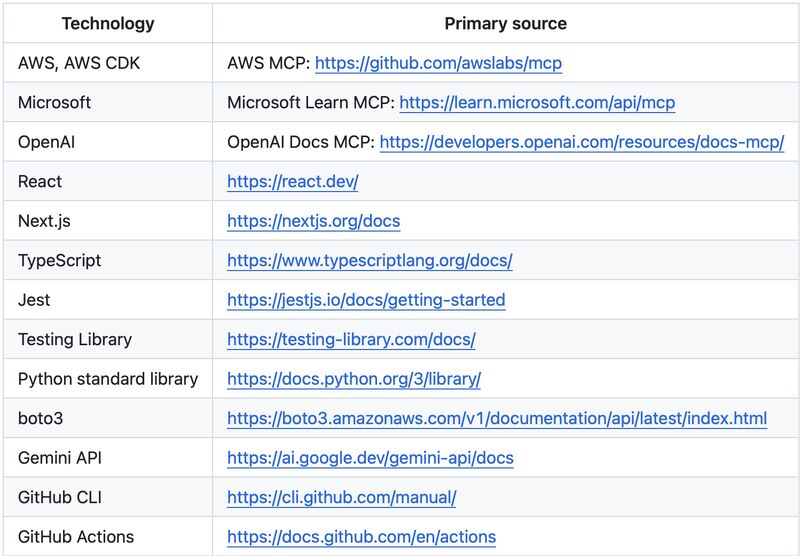 Technology Primary source
AWS, AWS CDK AWS MCP: https://github.com/awslabs/mcp
Microsoft Microsoft Learn MCP: https://learn.microsoft.com/api/mcp
OpenAI OpenAI Docs MCP: https://developers.openai.com/resources/docs-mcp/
React https://react.dev/
Next.js https://nextjs.org/docs
TypeScript https://www.typescriptlang.org/docs/
Jest https://jestjs.io/docs/getting-started
Testing Library https://testing-library.com/docs/
Python standard library https://docs.python.org/3/library/
boto3 https://boto3.amazonaws.com/v1/documentation/api/latest/index.html
Gemini API https://ai.google.dev/gemini-api/docs
GitHub CLI https://cli.github.com/manual/
GitHub Actions https://docs.github.com/en/actions